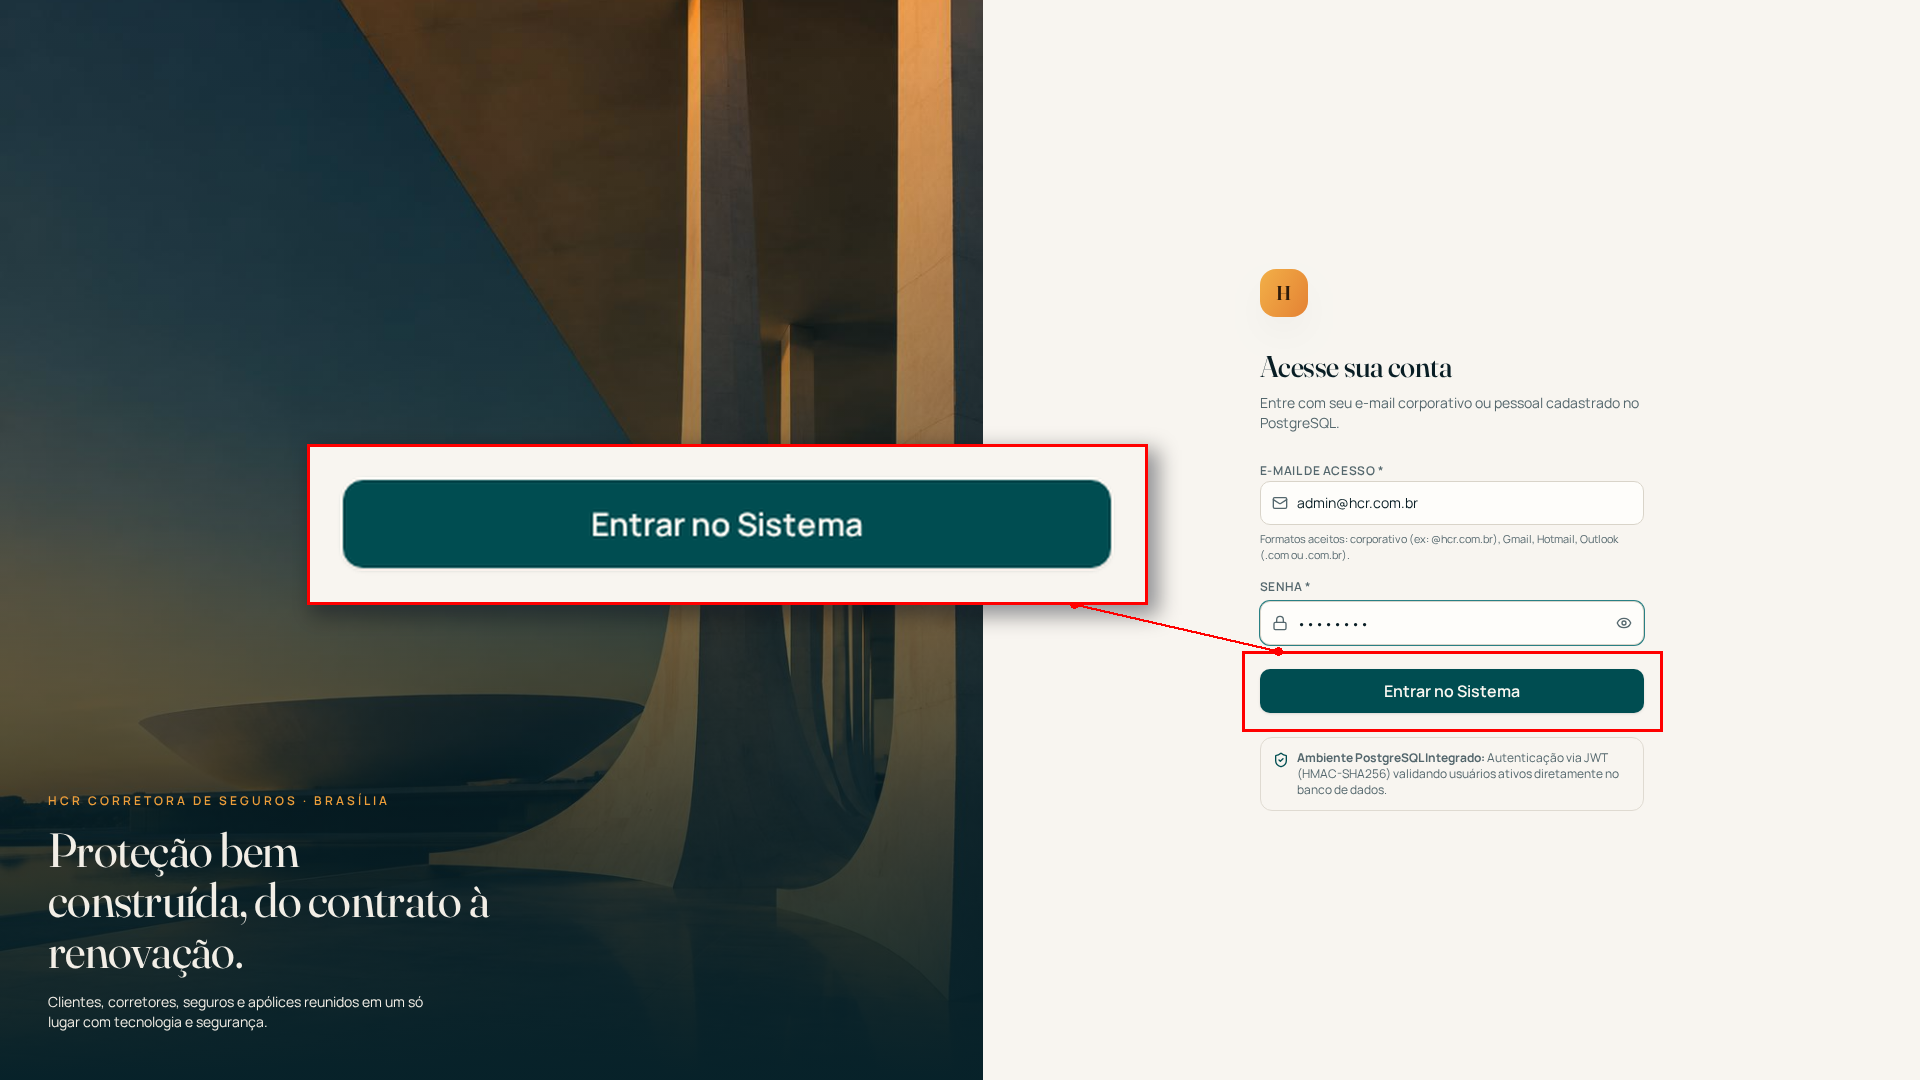 HCR CORRETORA DE SEGUROS · BRASÍLIA
Proteção bem
construída, do contrato à
renovação.
Clientes, corretores, seguros e apólices reunidos em um só
lugar com tecnologia e segurança.
Entrar no Sistema
H
Acesse sua conta
Entre com seu e-mail corporativo ou pessoal cadastrado no
PostgreSQL.
E-MAIL DE ACESSO *
admin@hcr.com.br
Formatos aceitos: corporativo (ex: @hcr.com.br), Gmail, Hotmail, Outlook
(.com ou .com.br).
SENHA *
••••••••
Entrar no Sistema
Ambiente PostgreSQL Integrado: Autenticação via JWT
(HMAC-SHA256) validando usuários ativos diretamente no
banco de dados.